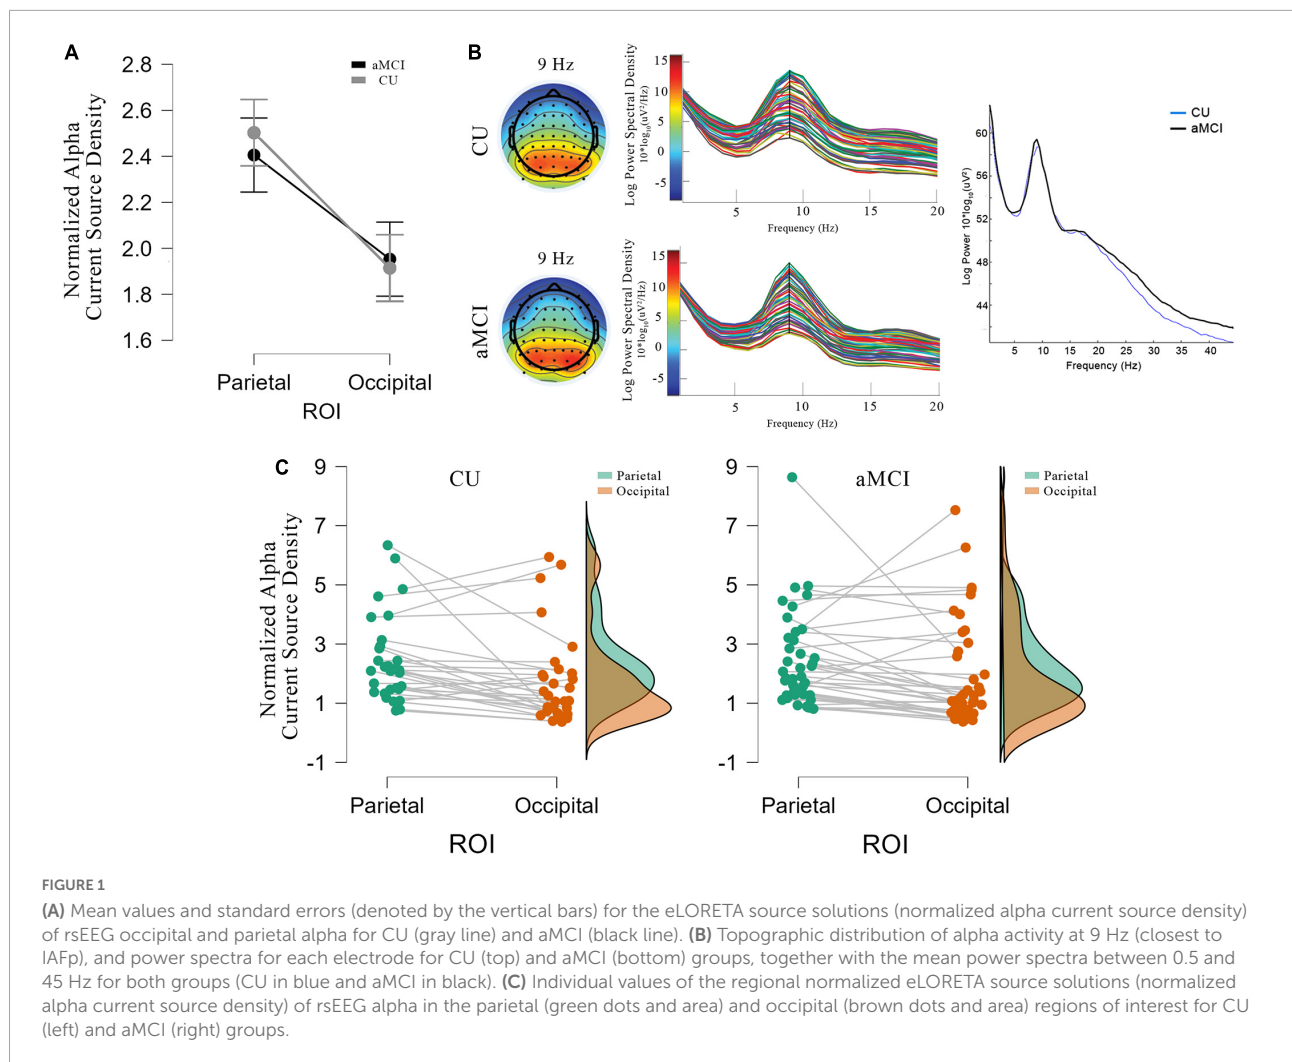 A
2.8
2.6
2.4
2.2
2.0
1.8
1.6
Normalized Alpha
Current Source Density
aMCI
CU
Parietal
Occipital
ROI
B
9 Hz
CU
15
10
5
0
-5
Log Power Spectral Density
10*log10(uV²/Hz)
5
10
15
20
Frequency (Hz)
9 Hz
aMCI
15
10
5
0
-5
Log Power Spectral Density
10*log10(uV²/Hz)
5
10
15
20
Frequency (Hz)
CU
aMCI
60
56
52
48
44
Log Power 10*log10(uV²)
5
10
15
20
25
30
35
40
Frequency (Hz)
C
CU
9
7
5
3
1
-1
Normalized Alpha
Current Source Density
Parietal
Occipital
Parietal
Occipital
ROI
aMCI
9
7
5
3
1
-1
Parietal
Occipital
Parietal
Occipital
ROI
FIGURE 1
(A) Mean values and standard errors (denoted by the vertical bars) for the eLORETA source solutions (normalized alpha current source density)
of rsEEG occipital and parietal alpha for CU (gray line) and aMCI (black line). (B) Topographic distribution of alpha activity at 9 Hz (closest to
IAFp), and power spectra for each electrode for CU (top) and aMCI (bottom) groups, together with the mean power spectra between 0.5 and
45 Hz for both groups (CU in blue and aMCI in black). (C) Individual values of the regional normalized eLORETA source solutions (normalized
alpha current source density) of rsEEG alpha in the parietal (green dots and area) and occipital (brown dots and area) regions of interest for CU
(left) and aMCI (right) groups.